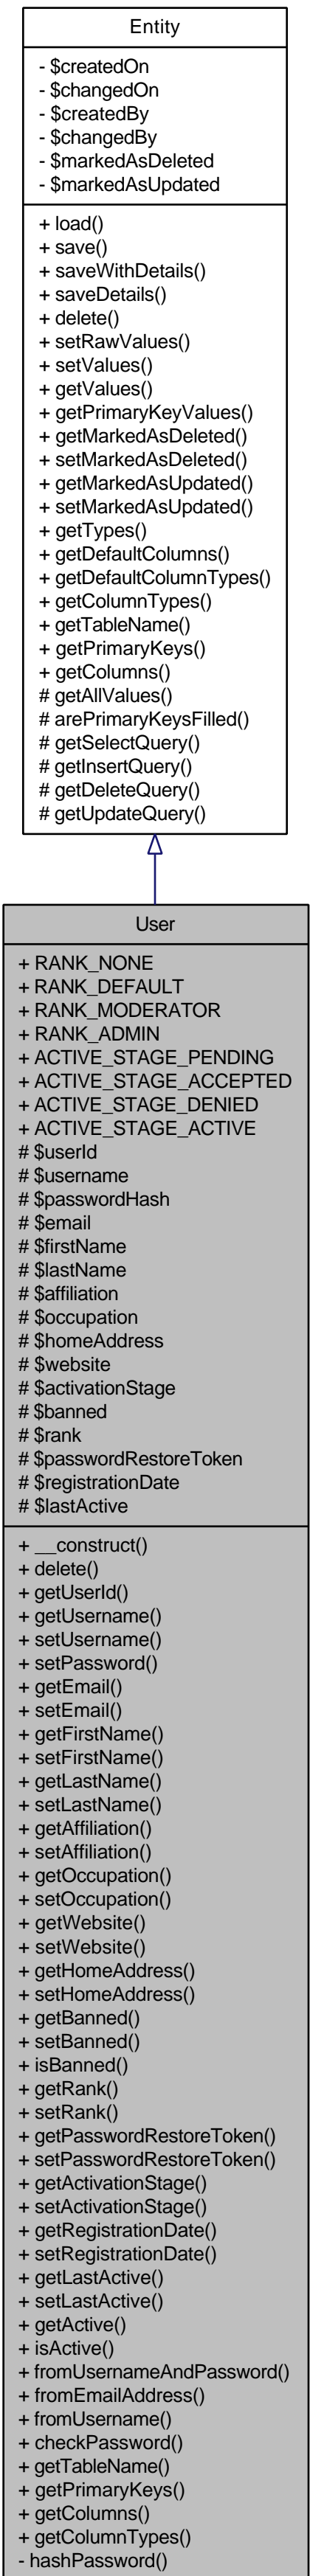 Entity
- $createdOn
- $changedOn
- $createdBy
- $changedBy
- $markedAsDeleted
- $markedAsUpdated
+ load()
+ save()
+ saveWithDetails()
+ saveDetails()
+ delete()
+ setRawValues()
+ setValues()
+ getValues()
+ getPrimaryKeyValues()
+ getMarkedAsDeleted()
+ setMarkedAsDeleted()
+ getMarkedAsUpdated()
+ setMarkedAsUpdated()
+ getTypes()
+ getDefaultColumns()
+ getDefaultColumnTypes()
+ getColumnTypes()
+ getTableName()
+ getPrimaryKeys()
+ getColumns()
# getAllValues()
# arePrimaryKeysFilled()
# getSelectQuery()
# getInsertQuery()
# getDeleteQuery()
# getUpdateQuery()
User
+ RANK_NONE
+ RANK_DEFAULT
+ RANK_MODERATOR
+ RANK_ADMIN
+ ACTIVE_STAGE_PENDING
+ ACTIVE_STAGE_ACCEPTED
+ ACTIVE_STAGE_DENIED
+ ACTIVE_STAGE_ACTIVE
# $userId
# $username
# $passwordHash
# $email
# $firstName
# $lastName
# $affiliation
# $occupation
# $homeAddress
# $website
# $activationStage
# $banned
# $rank
# $passwordRestoreToken
# $registrationDate
# $lastActive
+ __construct()
+ delete()
+ getUserId()
+ getUsername()
+ setUsername()
+ setPassword()
+ getEmail()
+ setEmail()
+ getFirstName()
+ setFirstName()
+ getLastName()
+ setLastName()
+ getAffiliation()
+ setAffiliation()
+ getOccupation()
+ setOccupation()
+ getWebsite()
+ setWebsite()
+ getHomeAddress()
+ setHomeAddress()
+ getBanned()
+ setBanned()
+ isBanned()
+ getRank()
+ setRank()
+ getPasswordRestoreToken()
+ setPasswordRestoreToken()
+ getActivationStage()
+ setActivationStage()
+ getRegistrationDate()
+ setRegistrationDate()
+ getLastActive()
+ setLastActive()
+ getActive()
+ isActive()
+ fromUsernameAndPassword()
+ fromEmailAddress()
+ fromUsername()
+ checkPassword()
+ getTableName()
+ getPrimaryKeys()
+ getColumns()
+ getColumnTypes()
- hashPassword()